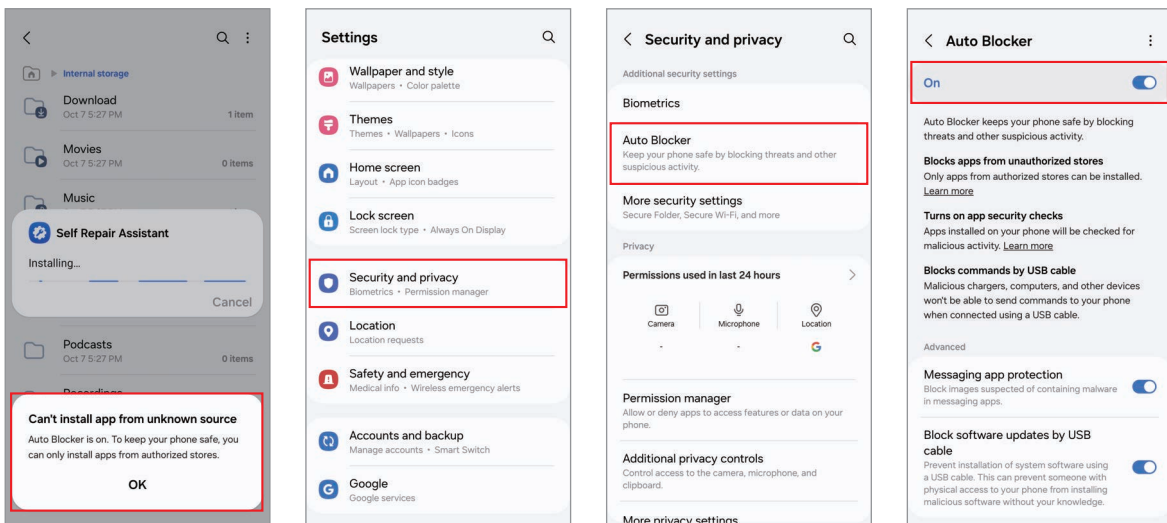 Internal storage
Download
Oct 7 5:27 PM
1 item
Movies
Oct 7 5:27 PM
0 items
Music
Self Repair Assistant
Installing...
Cancel
Podcasts
Oct 7 5:27 PM
0 items
Recordings
Can't install app from unknown source
Auto Blocker is on. To keep your phone safe, you
can only install apps from authorized stores.
OK
Settings
Wallpaper and style
Wallpapers • Color palette
Themes
Themes • Wallpapers • Icons
Home screen
Layout • App icon badges
Lock screen
Screen lock type • Always On Display
Security and privacy
Biometrics • Permission manager
Location
Location requests
Safety and emergency
Medical info • Wireless emergency alerts
Accounts and backup
Manage accounts • Smart Switch
Google
Google services
Security and privacy
Additional security settings
Biometrics
Auto Blocker
Keep your phone safe by blocking threats and other
suspicious activity.
More security settings
Secure Folder, Secure Wi-Fi, and more
Privacy
Permissions used in last 24 hours
Camera
Microphone
Location
-
-
G
Permission manager
Allow or deny apps to access features or data on your
phone.
Additional privacy controls
Control access to the camera, microphone, and
clipboard.
More privacy settings
Auto Blocker
On
Auto Blocker keeps your phone safe by blocking
threats and other suspicious activity.
Blocks apps from unauthorized stores
Only apps from authorized stores can be installed.
Learn more
Turns on app security checks
Apps installed on your phone will be checked for
malicious activity. Learn more
Blocks commands by USB cable
Malicious chargers, computers, and other devices
won't be able to send commands to your phone
when connected using a USB cable.
Advanced
Messaging app protection
Block images suspected of containing malware
in messaging apps.
Block software updates by USB
cable
Prevent installation of system software using
a USB cable. This can prevent someone with
physical access to your phone from installing
malicious software without your knowledge.